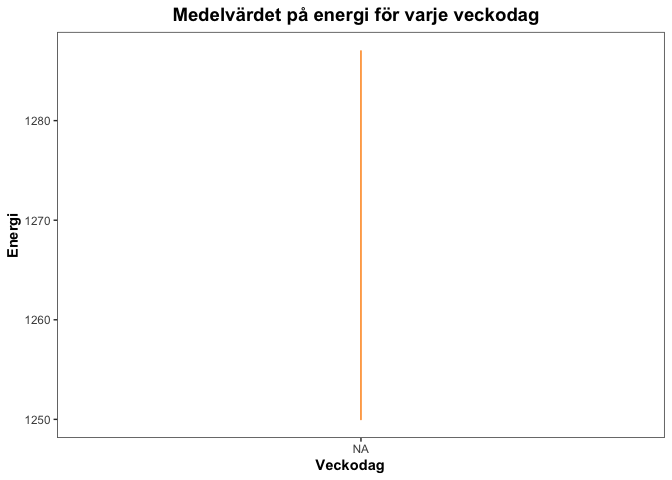 Medelvärdet på energi för varje veckodag
Energi
1280
1270
1260
1250
NA
Veckodag